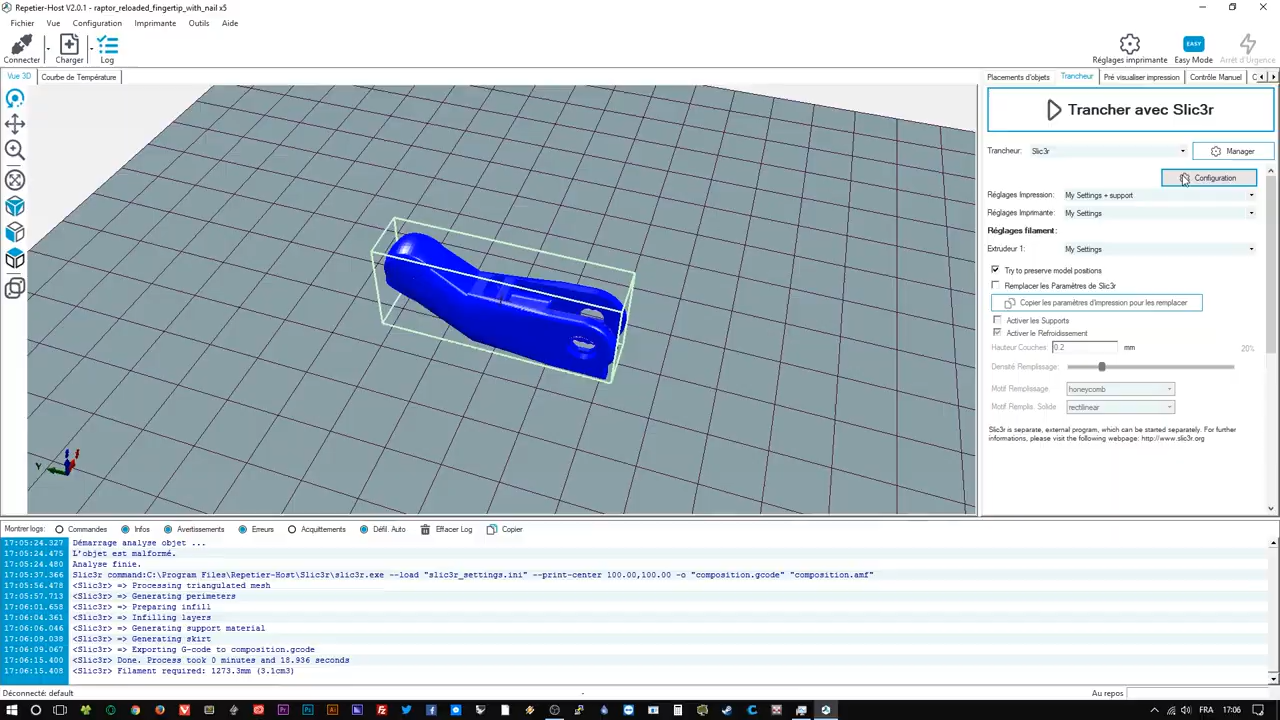 Repetier-Host V2.0.1 - raptor_reloaded_fingertip_with_nail x5
Fichier Vue Configuration Imprimante Outils Aide
Connecter Charger Log Réglages imprimante EASY Easy Mode Arrêt d'Urgence
Vue 3D Courbe de Température
Placements d'objets Trancheur Pré visualiser impression Contrôle Manuel C
Trancher avec Slic3r
Trancheur: Slic3r Manager
Configuration
Réglages Impression: My Settings + support
Réglages Imprimante: My Settings
Réglages filament:
Extrudeur 1: My Settings
Try to preserve model positions
Remplacer les Paramètres de Slic3r
Copier les paramètres d'impression pour les remplacer
Activer les Supports
Activer le Refroidissement
Hauteur Couches: 0.2 mm 20%
Densité Remplissage:
Motif Remplissage: honeycomb
Motif Remplis. Solide rectilinear
Slic3r is separate, external program, which can be started separately. For further
informations, please visit the following webpage: http://www.slic3r.org
Y
Montrer logs: Commandes Infos Avertissements Erreurs Acquittements Défil. Auto Effacer Log Copier
17:05:24.327 Démarrage analyse objet ...
17:05:24.475 L'objet est malformé.
17:05:24.480 Analyse finie.
17:05:37.366 Slic3r command:C:\Program Files\Repetier-Host\Slic3r\slic3r.exe --load "slic3r_settings.ini" --print-center 100.00,100.00 -o "composition.gcode" "composition.amf"
17:05:56.478 <Slic3r> => Processing triangulated mesh
17:05:57.713 <Slic3r> => Generating perimeters
17:06:01.658 <Slic3r> => Preparing infill
17:06:04.361 <Slic3r> => Infilling layers
17:06:06.046 <Slic3r> => Generating support material
17:06:09.038 <Slic3r> => Generating skirt
17:06:09.067 <Slic3r> => Exporting G-code to composition.gcode
17:06:15.400 <Slic3r> Done. Process took 0 minutes and 18.936 seconds
17:06:15.408 <Slic3r> Filament required: 1273.3mm (3.1cm3)
Déconnecté: default - Au repos
FRA 17:06